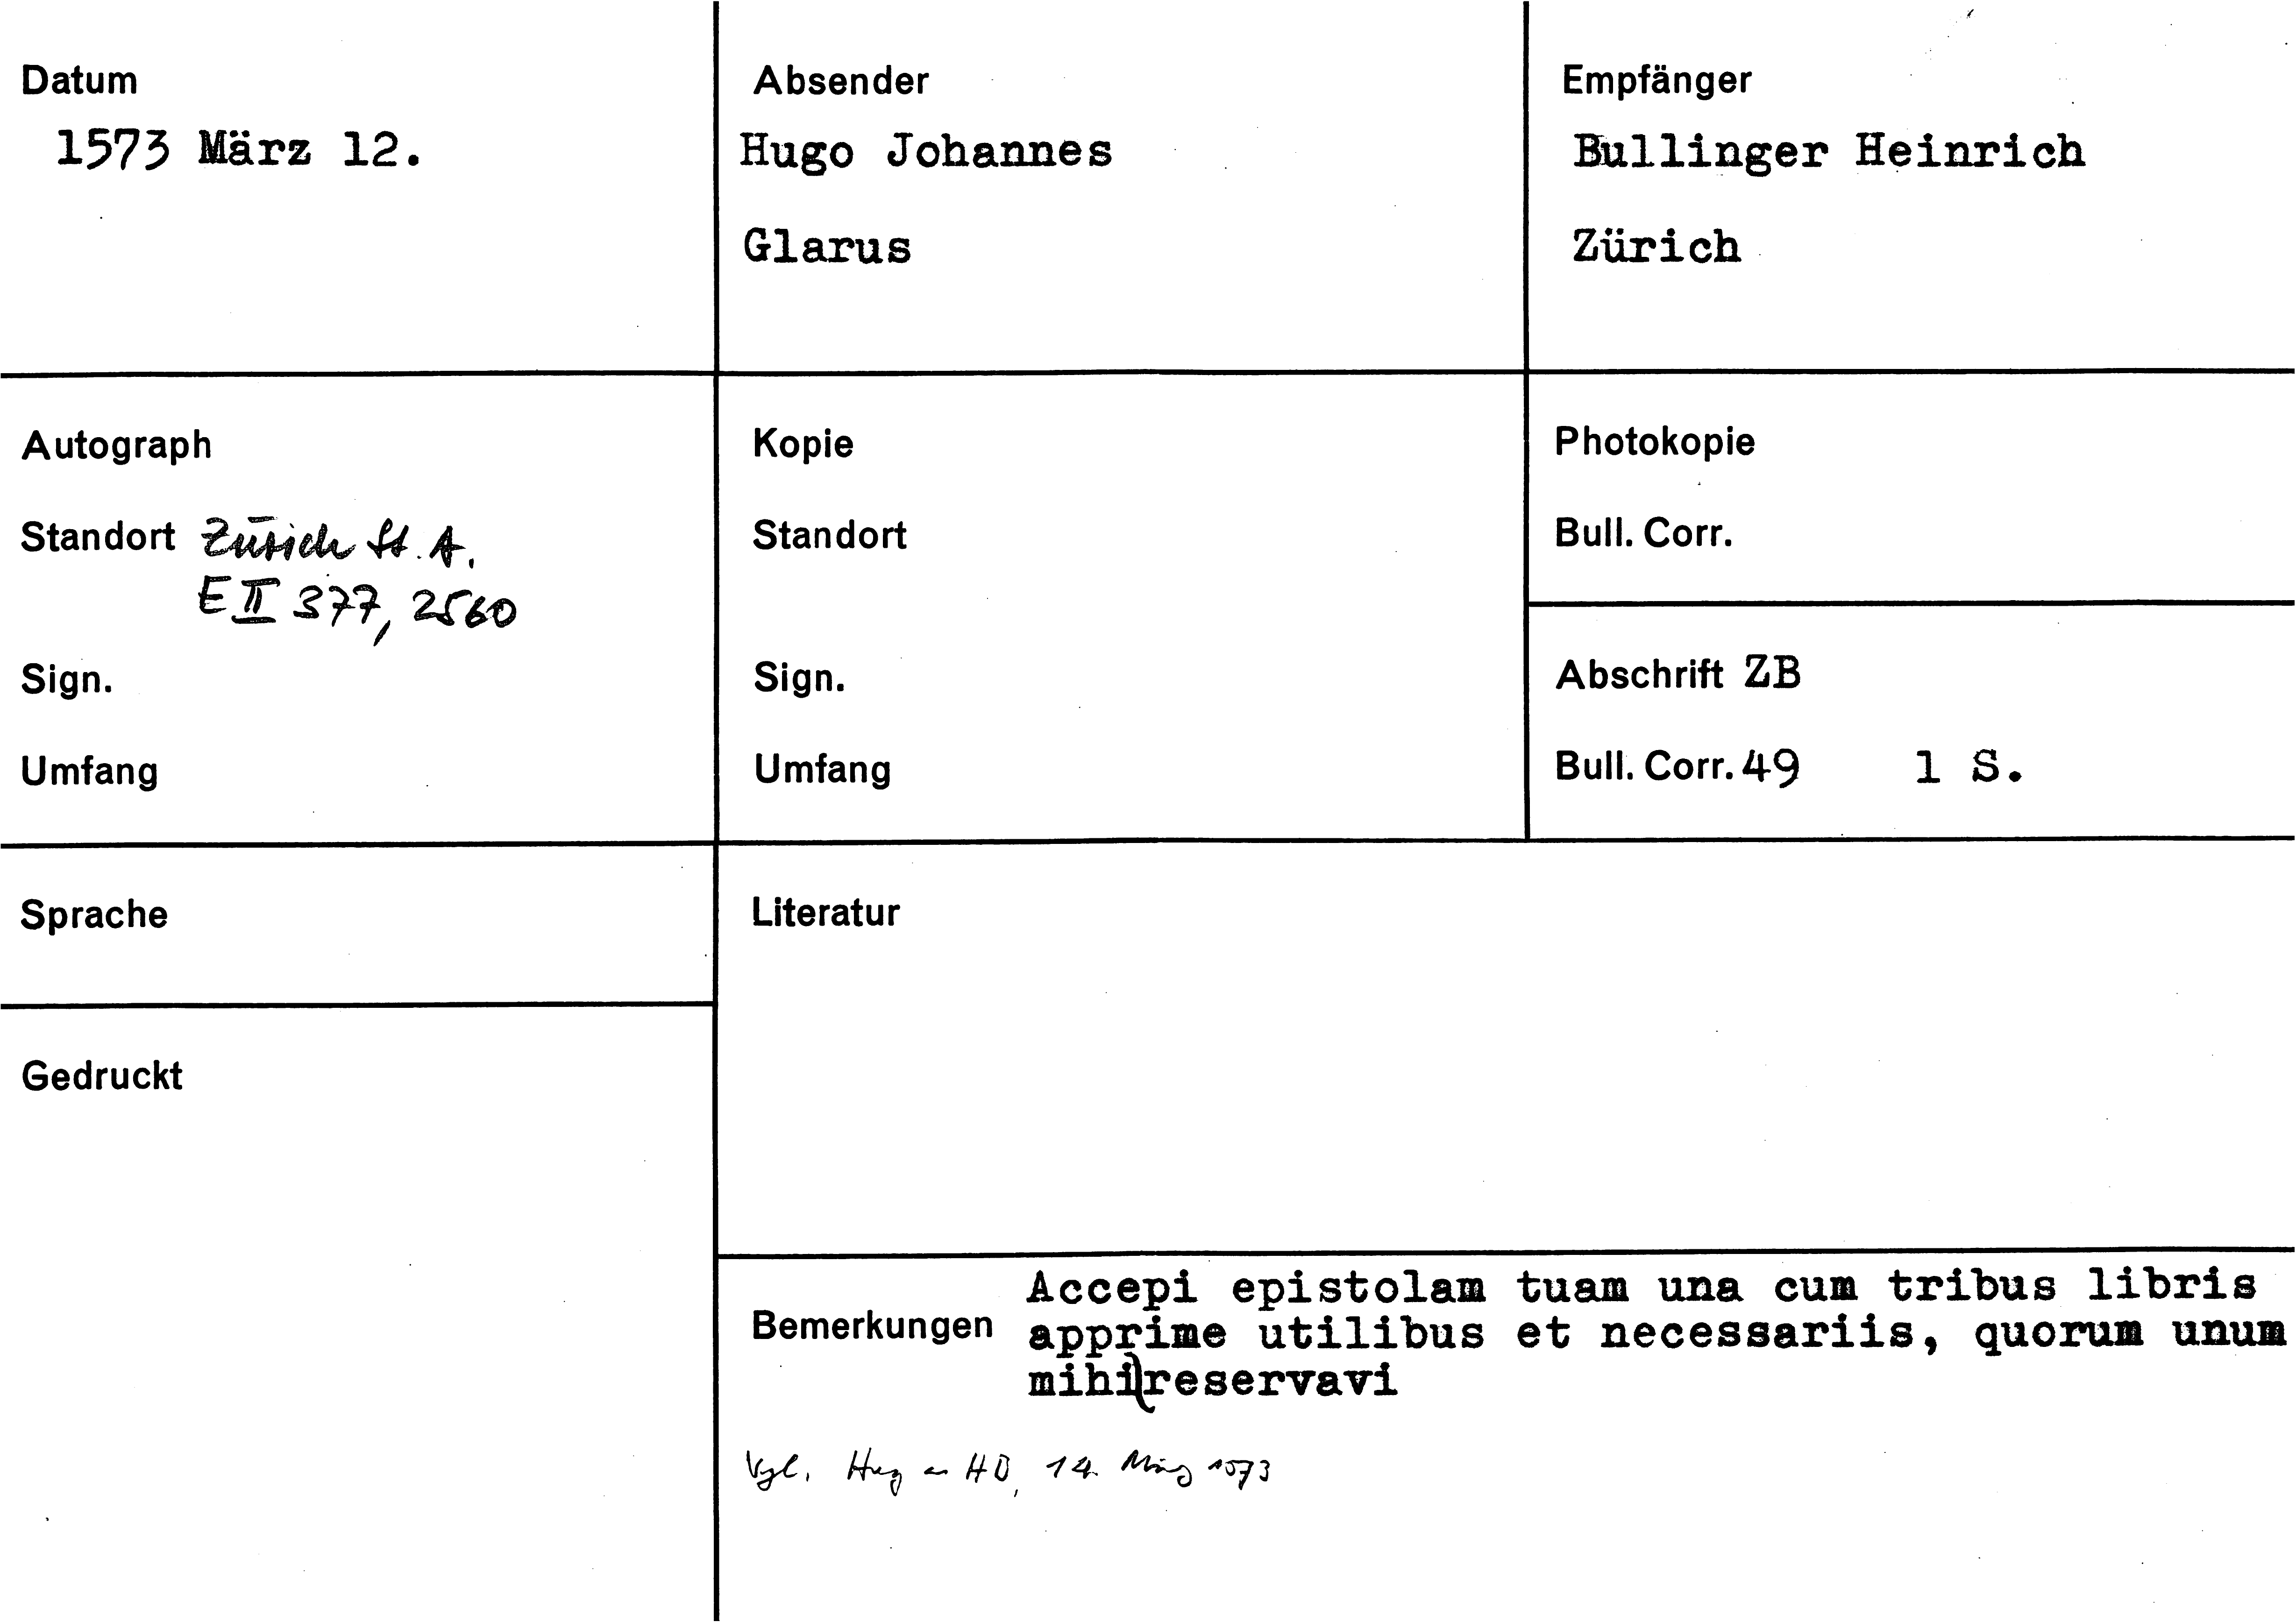 Datum
1573 März 12.
Absender
Hugo Johannes
Glarus
Empfänger
Bullinger Heinrich
Zürich
Autograph
Standort Zürich St. A.
E II 377, 2560
Sign.
Umfang
Kopie
Standort
Sign.
Umfang
Photokopie
Bull. Corr.
Abschrift ZB
Bull. Corr. 49 1 S.
Sprache
Gedruckt
Literatur
Bemerkungen
Accepi epistolam tuam una cum tribus libris
apprime utilibus et necessariis, quorum unum
mihi reservavi
Vgl. Hug an HB, 14. März 1573